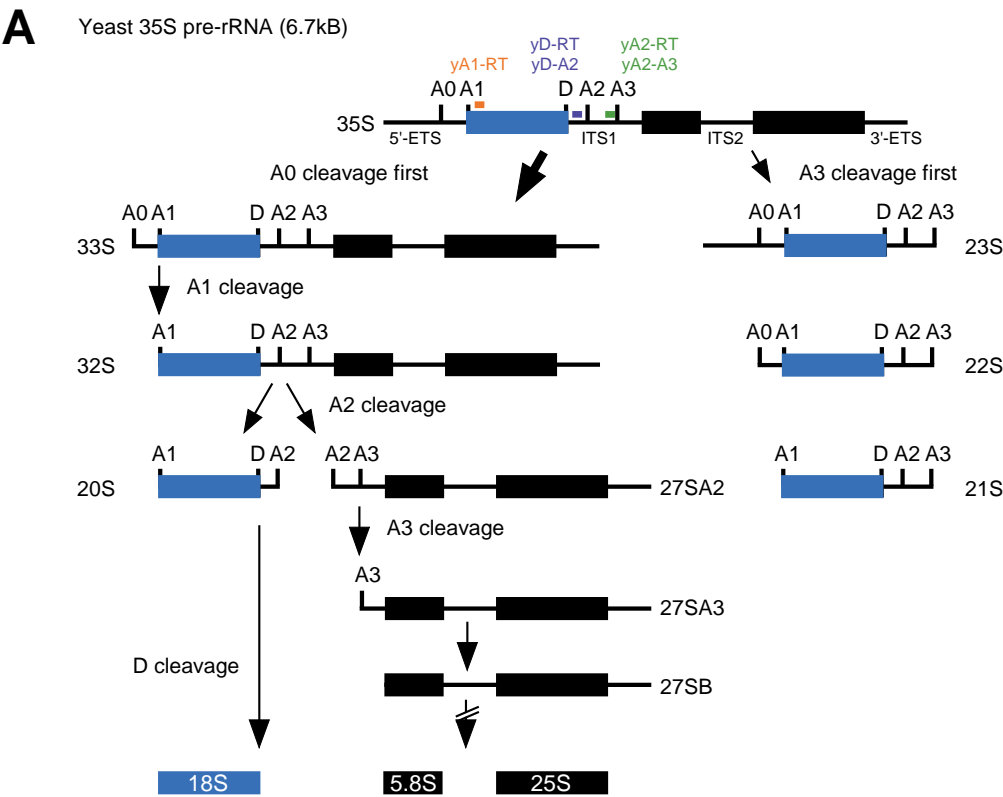 A
Yeast 35S pre-rRNA (6.7kB)
yD-RT yA2-RT
yA1-RT yD-A2 yA2-A3
A0 A1 D A2 A3
35S
5'-ETS ITS1 ITS2 3'-ETS
A0 cleavage first A3 cleavage first
A0 A1 D A2 A3 A0 A1 D A2 A3
33S 23S
A1 cleavage
A1 D A2 A3 A0 A1 D A2 A3
32S 22S
A2 cleavage
A1 D A2 A2 A3 A1 D A2 A3
20S 27SA2 21S
A3 cleavage
A3
27SA3
D cleavage
27SB
18S 5.8S 25S